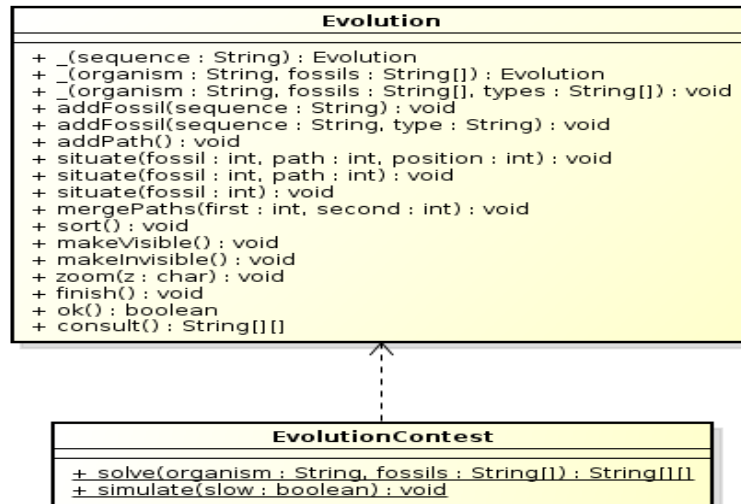 Evolution
+ _(sequence : String) : Evolution
+ _(organism : String, fossils : String[]) : Evolution
+ _(organism : String, fossils : String[], types : String[]) : void
+ addFossil(sequence : String) : void
+ addFossil(sequence : String, type : String) : void
+ addPath() : void
+ situate(fossil : int, path : int, position : int) : void
+ situate(fossil : int, path : int) : void
+ situate(fossil : int) : void
+ mergePaths(first : int, second : int) : void
+ sort() : void
+ makeVisible() : void
+ makeInvisible() : void
+ zoom(z : char) : void
+ finish() : void
+ ok() : boolean
+ consult() : String[][]
EvolutionContest
+ solve(organism : String, fossils : String[]) : String[][]
+ simulate(slow : boolean) : void